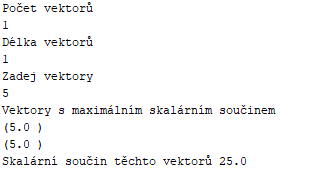 Počet vektorů
1
Délka vektorů
1
Zadej vektory
5
Vektory s maximálním skalárním součinem
(5.0 )
(5.0 )
Skalární součin těchto vektorů 25.0